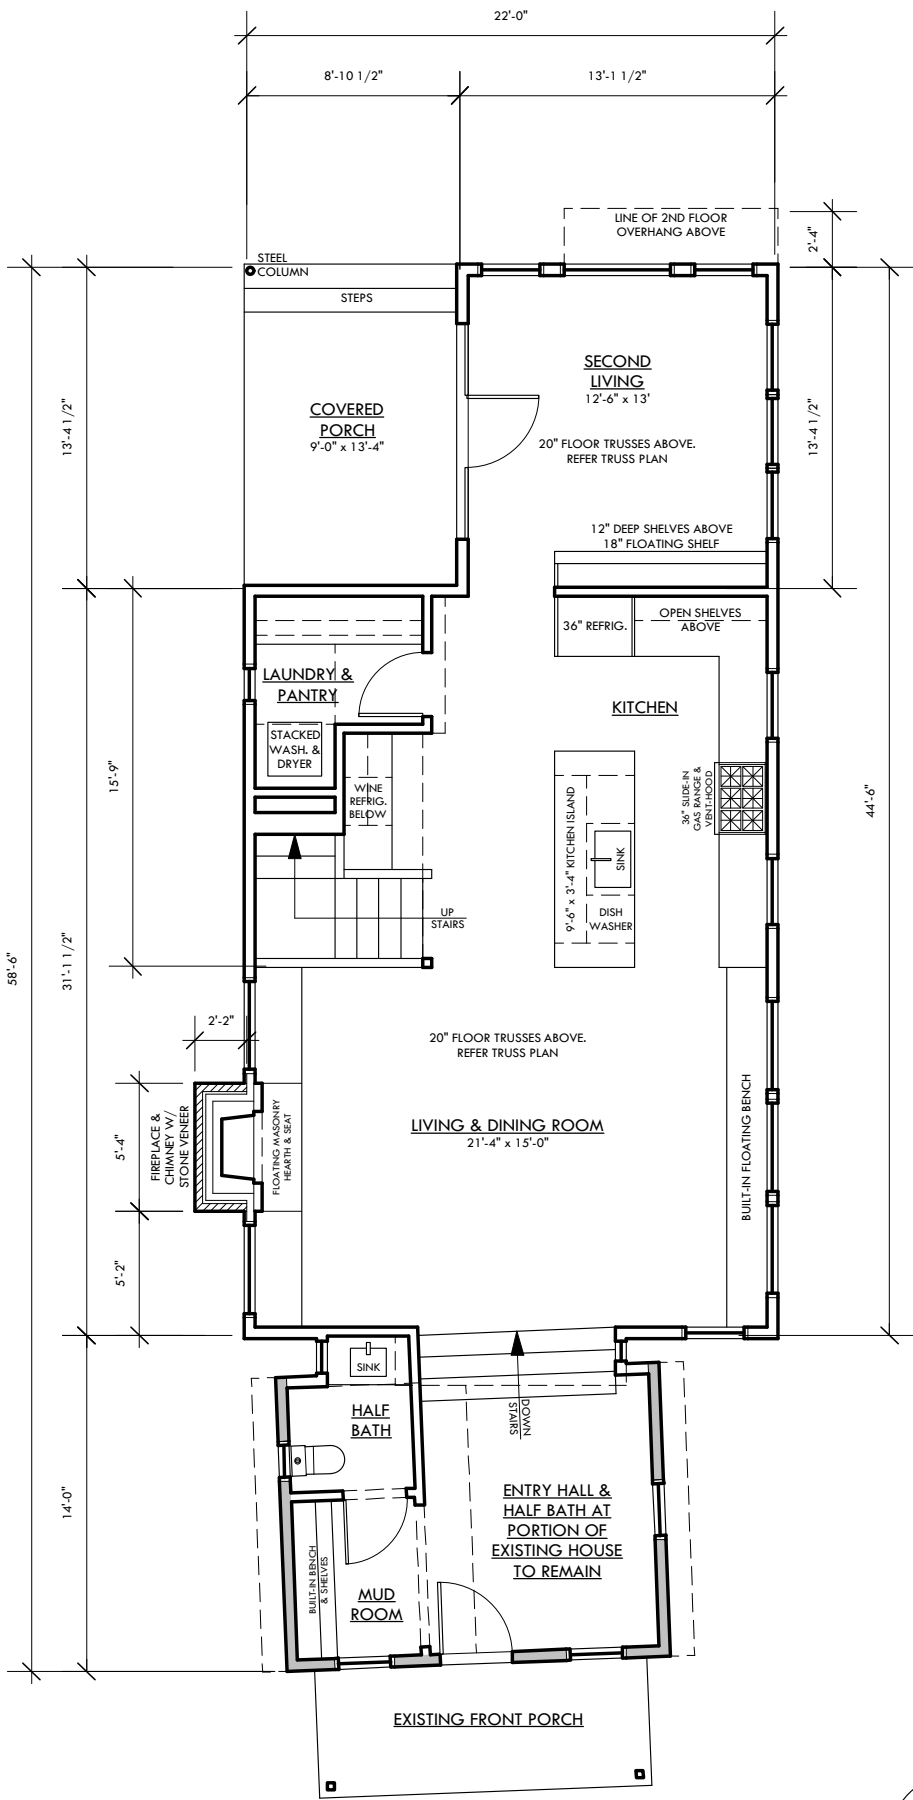 22'-0"
8'-10 1/2"
13'-1 1/2"
LINE OF 2ND FLOOR
OVERHANG ABOVE
2'-4"
STEEL
COLUMN
STEPS
SECOND
LIVING
12'-6" x 13'
COVERED
PORCH
9'-0" x 13'-4"
13'-4 1/2"
13'-4 1/2"
20" FLOOR TRUSSES ABOVE.
REFER TRUSS PLAN
12" DEEP SHELVES ABOVE
18" FLOATING SHELF
36" REFRIG.
OPEN SHELVES
ABOVE
LAUNDRY &
PANTRY
KITCHEN
STACKED
WASH. &
DRYER
WINE
REFRIG.
BELOW
15'-9"
36" SLIDE-IN
GAS RANGE &
VENT-HOOD
44'-6"
9'-6" x 3'-4" KITCHEN ISLAND
SINK
DISH
WASHER
UP
STAIRS
58'-6"
31'-1 1/2"
2'-2"
20" FLOOR TRUSSES ABOVE.
REFER TRUSS PLAN
FIREPLACE &
CHIMNEY W/
STONE VENEER
5'-4"
FLOATING MASONRY
HEARTH & SEAT
LIVING & DINING ROOM
21'-4" x 15'-0"
BUILT-IN FLOATING BENCH
5'-2"
SINK
HALF
BATH
DOWN
STAIRS
14'-0"
ENTRY HALL &
HALF BATH AT
PORTION OF
EXISTING HOUSE
TO REMAIN
BUILT-IN BENCH
& SHELVES
MUD
ROOM
EXISTING FRONT PORCH